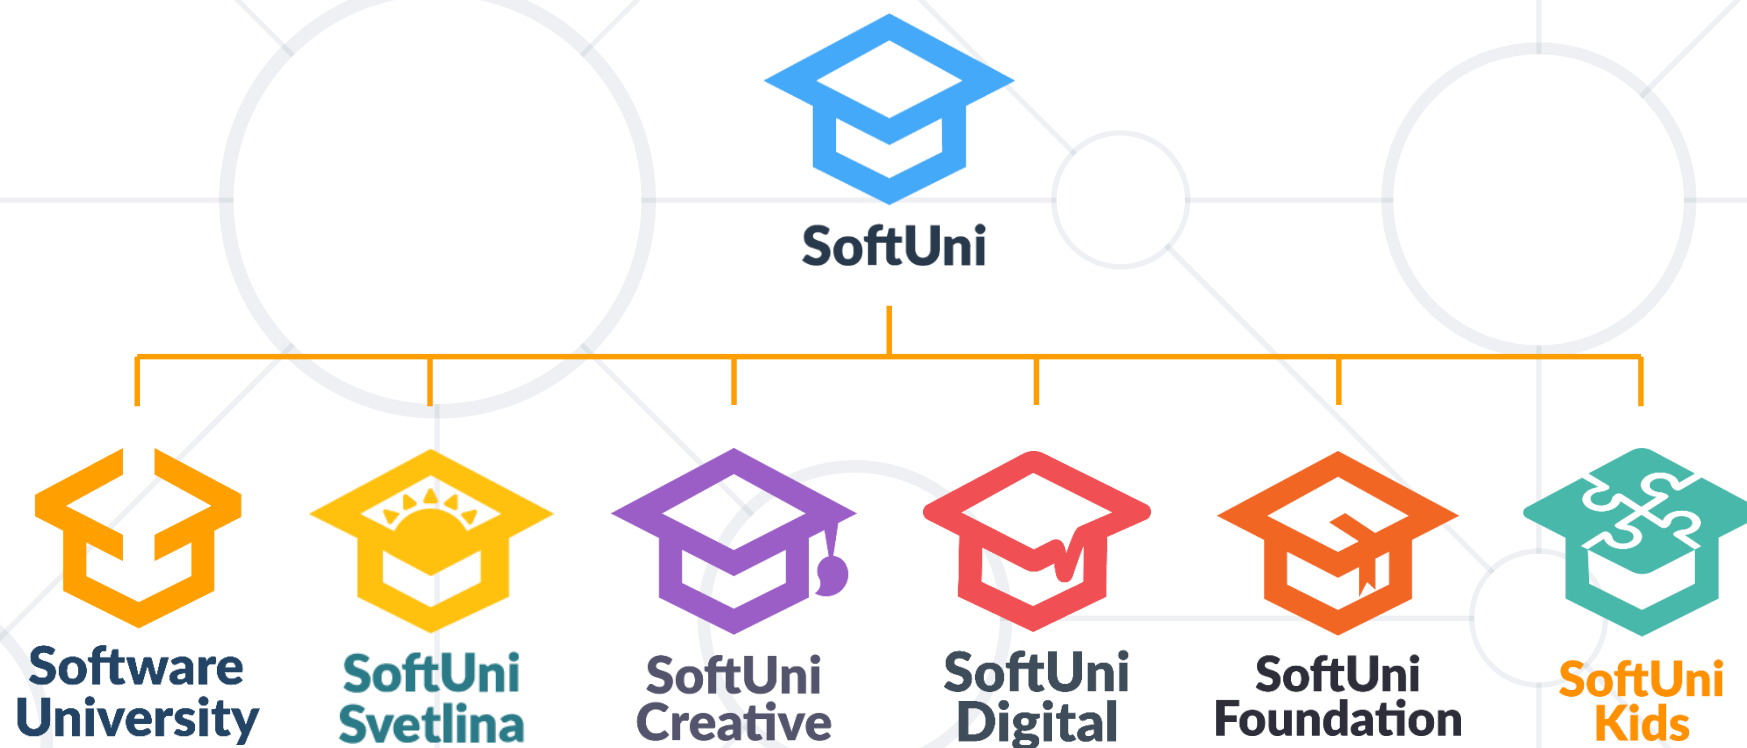 SoftUni
Software
University
SoftUni
Svetlina
SoftUni
Creative
SoftUni
Digital
SoftUni
Foundation
SoftUni
Kids